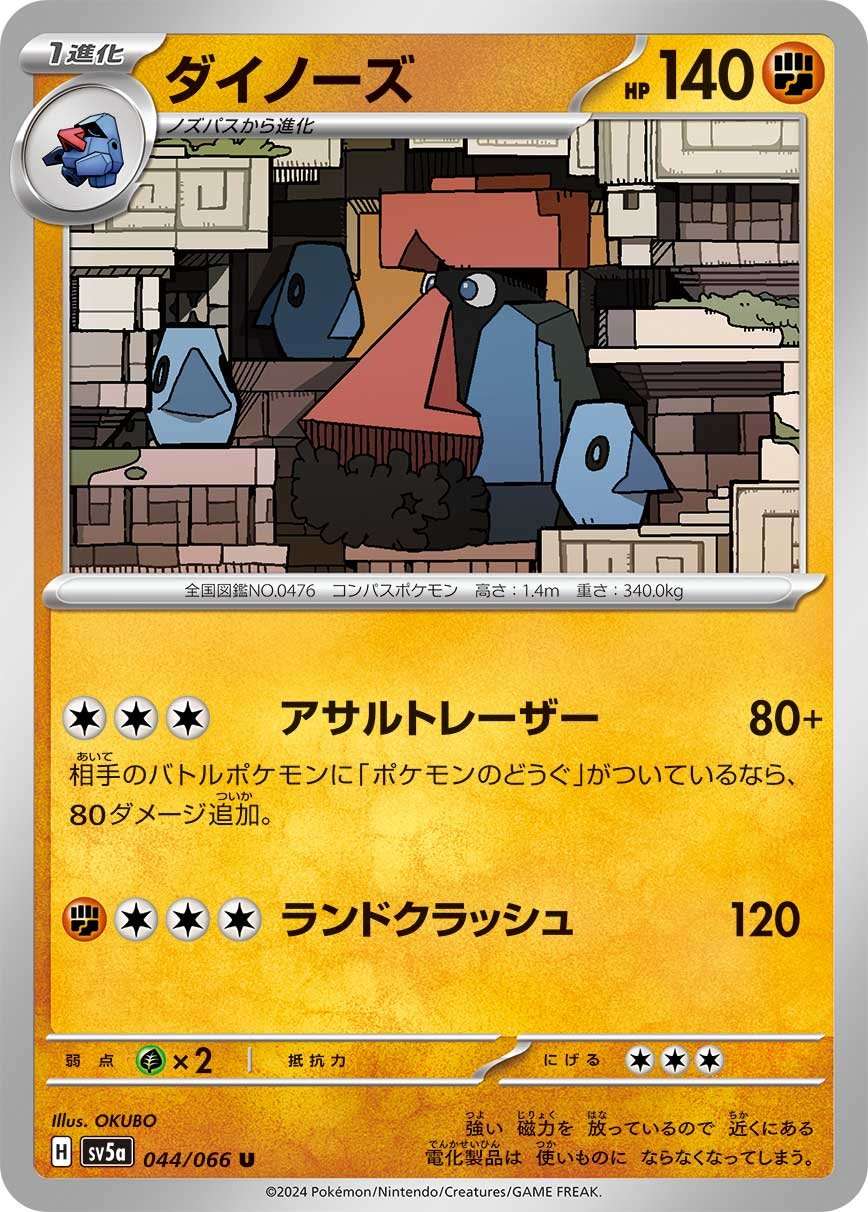 1進化
ダイノーズ
HP 140
ノズパスから進化
全国図鑑NO.0476 コンパスポケモン 高さ:1.4m 重さ:340.0kg
アサルトレーザー 80+
相手のバトルポケモンに「ポケモンのどうぐ」がついているなら、
80ダメージ追加。
ランドクラッシュ 120
弱点 ×2 抵抗力 にげる
Illus. OKUBO
強い 磁力を 放っているので 近くにある
電化製品は 使いものに ならなくなってしまう。
H sv5a 044/066 U
©2024 Pokémon/Nintendo/Creatures/GAME FREAK.